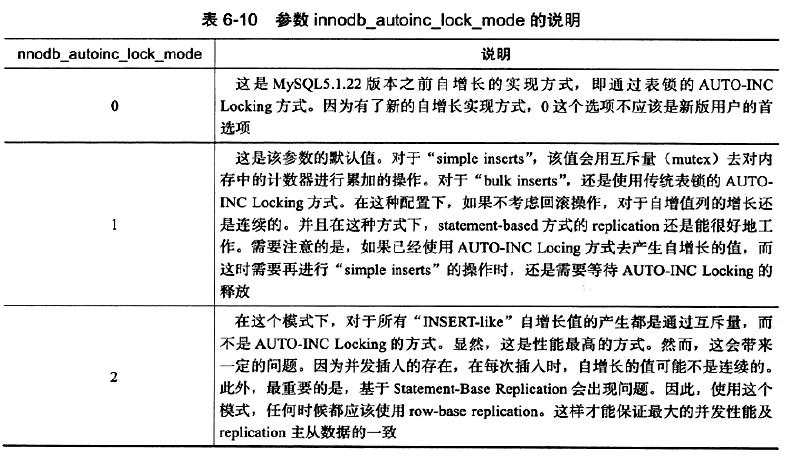 表 6-10 参数 innodb_autoinc_lock_mode 的说明
nnodb_autoinc_lock_mode
说明
0
这是 MySQL5.1.22 版本之前自增长的实现方式，即通过表锁的 AUTO-INC
Locking 方式。因为有了新的自增长实现方式，0 这个选项不应该是新版用户的首
选项
1
这是该参数的默认值。对于“simple inserts”，该值会用互斥量（mutex）去对内
存中的计数器进行累加的操作。对于“bulk inserts”，还是使用传统表锁的 AUTO-
INC Locking 方式。在这种配置下，如果不考虑回滚操作，对于自增值列的增长还
是连续的。并且在这种方式下，statement-based 方式的 replication 还是能很好地工
作。需要注意的是，如果已经使用 AUTO-INC Locing 方式去产生自增长的值，而
这时需要再进行“simple inserts”的操作时，还是需要等待 AUTO-INC Locking 的
释放
2
在这个模式下，对于所有“INSERT-like”自增长值的产生都是通过互斥量，而
不是 AUTO-INC Locking 的方式。显然，这是性能最高的方式。然而，这会带来
一定的问题。因为并发插入的存在，在每次插入时，自增长的值可能不是连续的。
此外，最重要的是，基于 Statement-Base Replication 会出现问题。因此，使用这个
模式，任何时候都应该使用 row-base replication。这样才能保证最大的并发性能及
replication 主从数据的一致